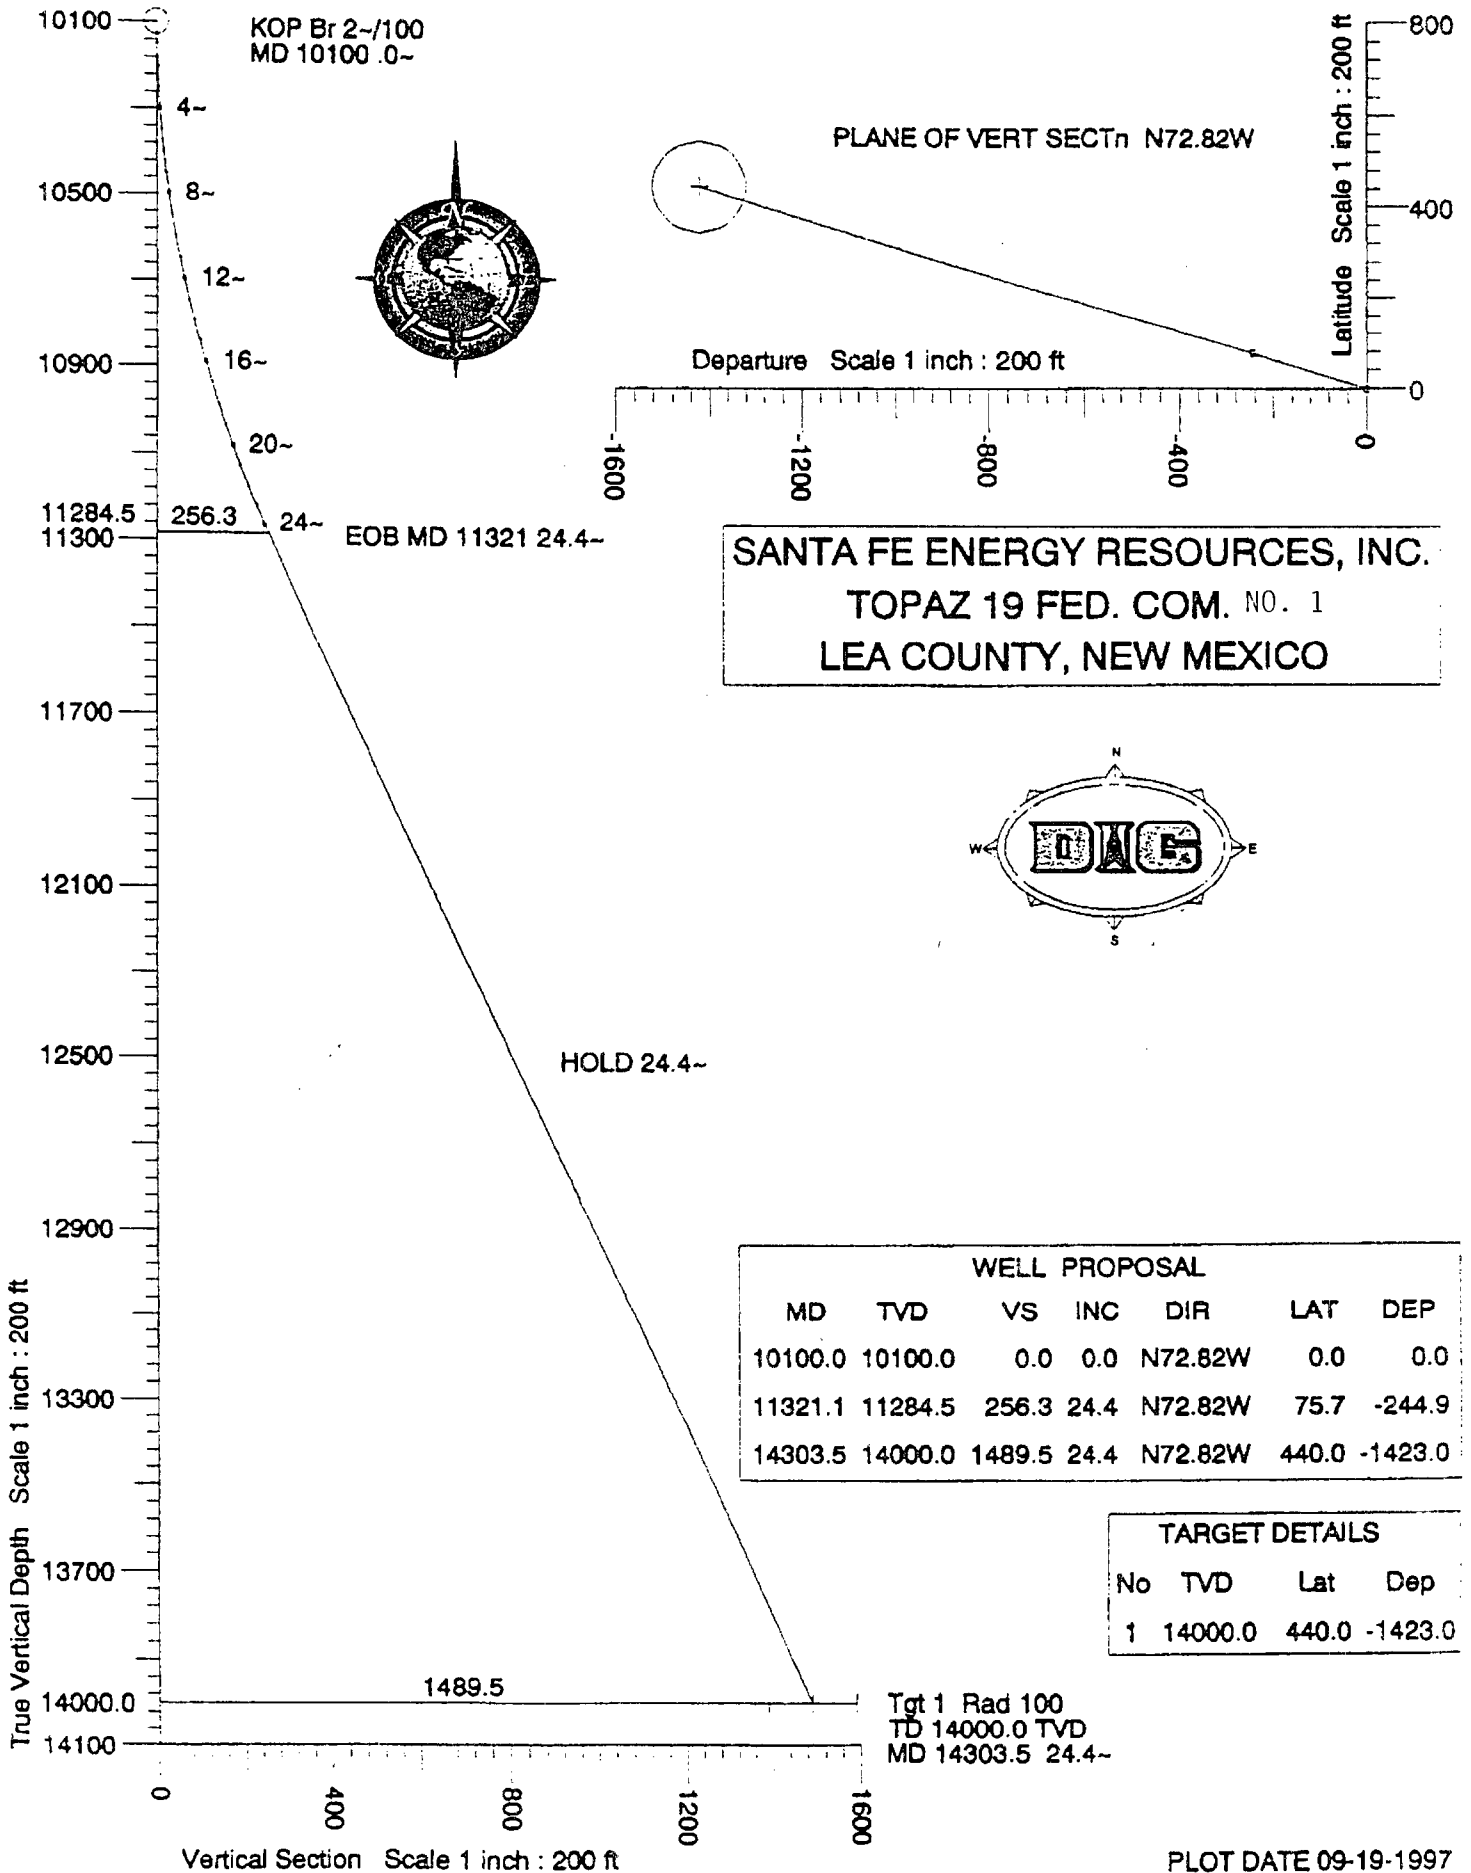 KOP Br 2~/100
MD 10100 .0~
10100
10500
10900
11284.5
11300
11700
12100
12500
12900
13300
13700
14000.0
14100
True Vertical Depth Scale 1 inch : 200 ft
4~
8~
12~
16~
20~
24~
256.3
EOB MD 11321 24.4~
HOLD 24.4~
1489.5
Tgt 1 Rad 100
TD 14000.0 TVD
MD 14303.5 24.4~
0
400
800
1200
1600
Vertical Section Scale 1 inch : 200 ft
PLANE OF VERT SECTn N72.82W
Latitude Scale 1 inch : 200 ft
800
400
0
Departure Scale 1 inch : 200 ft
-1600
-1200
-800
-400
0
SANTA FE ENERGY RESOURCES, INC.
TOPAZ 19 FED. COM. NO. 1
LEA COUNTY, NEW MEXICO
N
W
DIG
E
S
WELL PROPOSAL
MD TVD VS INC DIR LAT DEP
10100.0 10100.0 0.0 0.0 N72.82W 0.0 0.0
11321.1 11284.5 256.3 24.4 N72.82W 75.7 -244.9
14303.5 14000.0 1489.5 24.4 N72.82W 440.0 -1423.0
TARGET DETAILS
No TVD Lat Dep
1 14000.0 440.0 -1423.0
PLOT DATE 09-19-1997